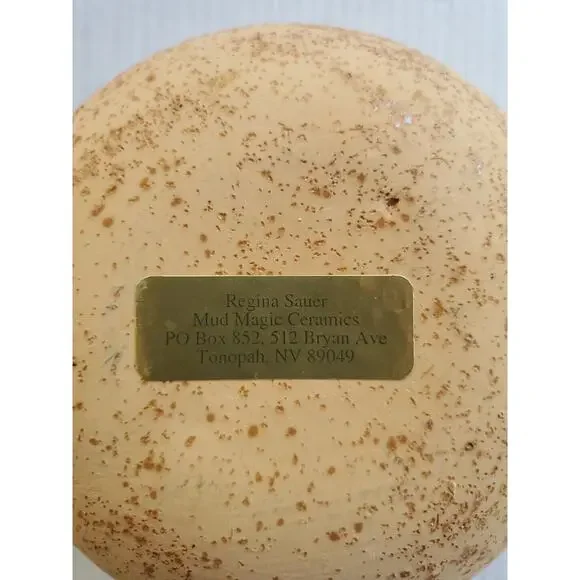 Regina Sauer
Mud Magic Ceramics
PO Box 852, 512 Bryan Ave
Tonopah, NV 89049